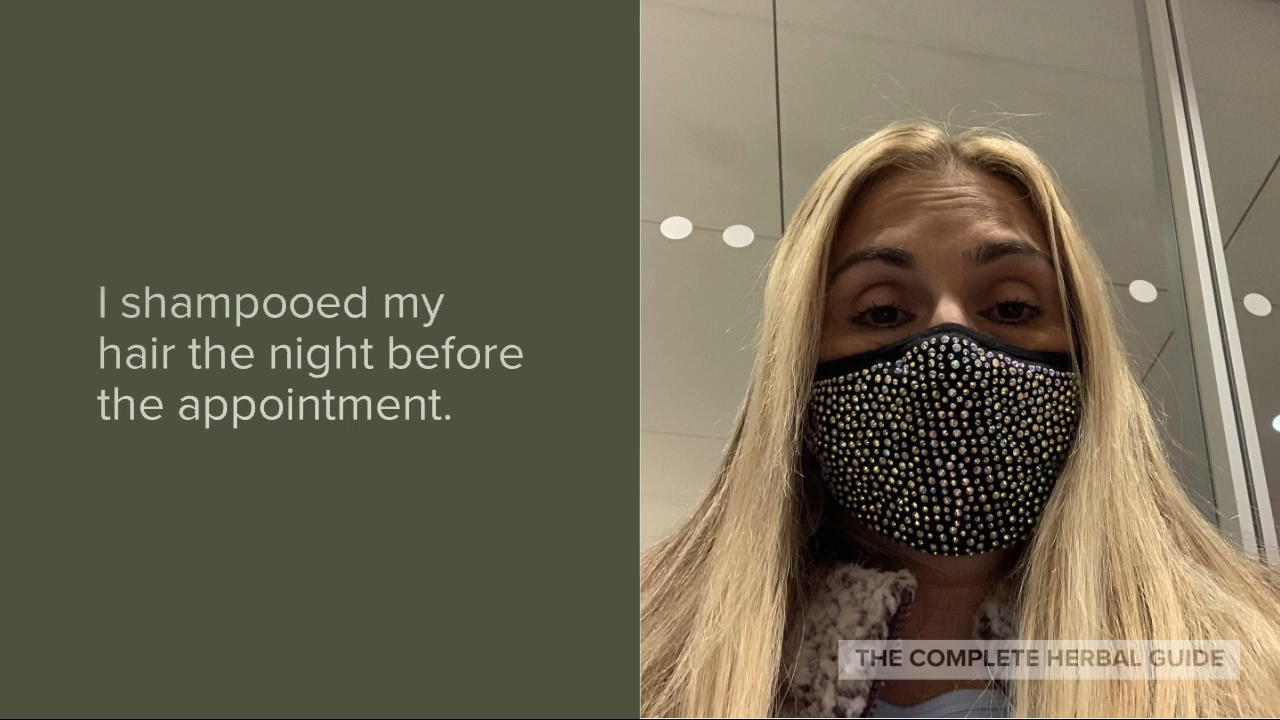 I shampooed my
hair the night before
the appointment.
THE COMPLETE HERBAL GUIDE